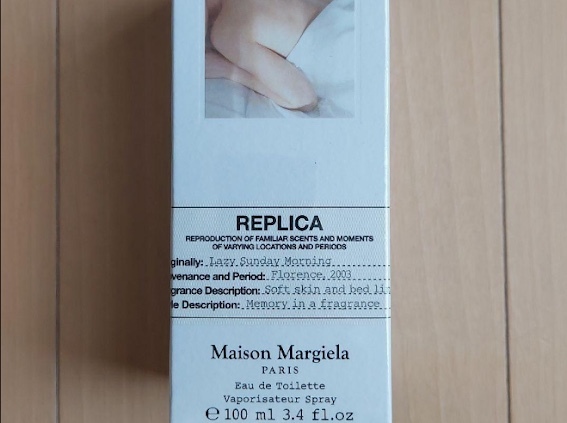 REPLICA
REPRODUCTION OF FAMILIAR SCENTS AND MOMENTS
OF VARYING LOCATIONS AND PERIODS
ginally: Lazy Sunday Morning
venance and Period: Florence, 2003
grance Description: Soft skin and bed lin
le Description: Memory in a fragrance
Maison Margiela
PARIS
Eau de Toilette
Vaporisateur Spray
℮ 100 ml 3.4 fl.oz